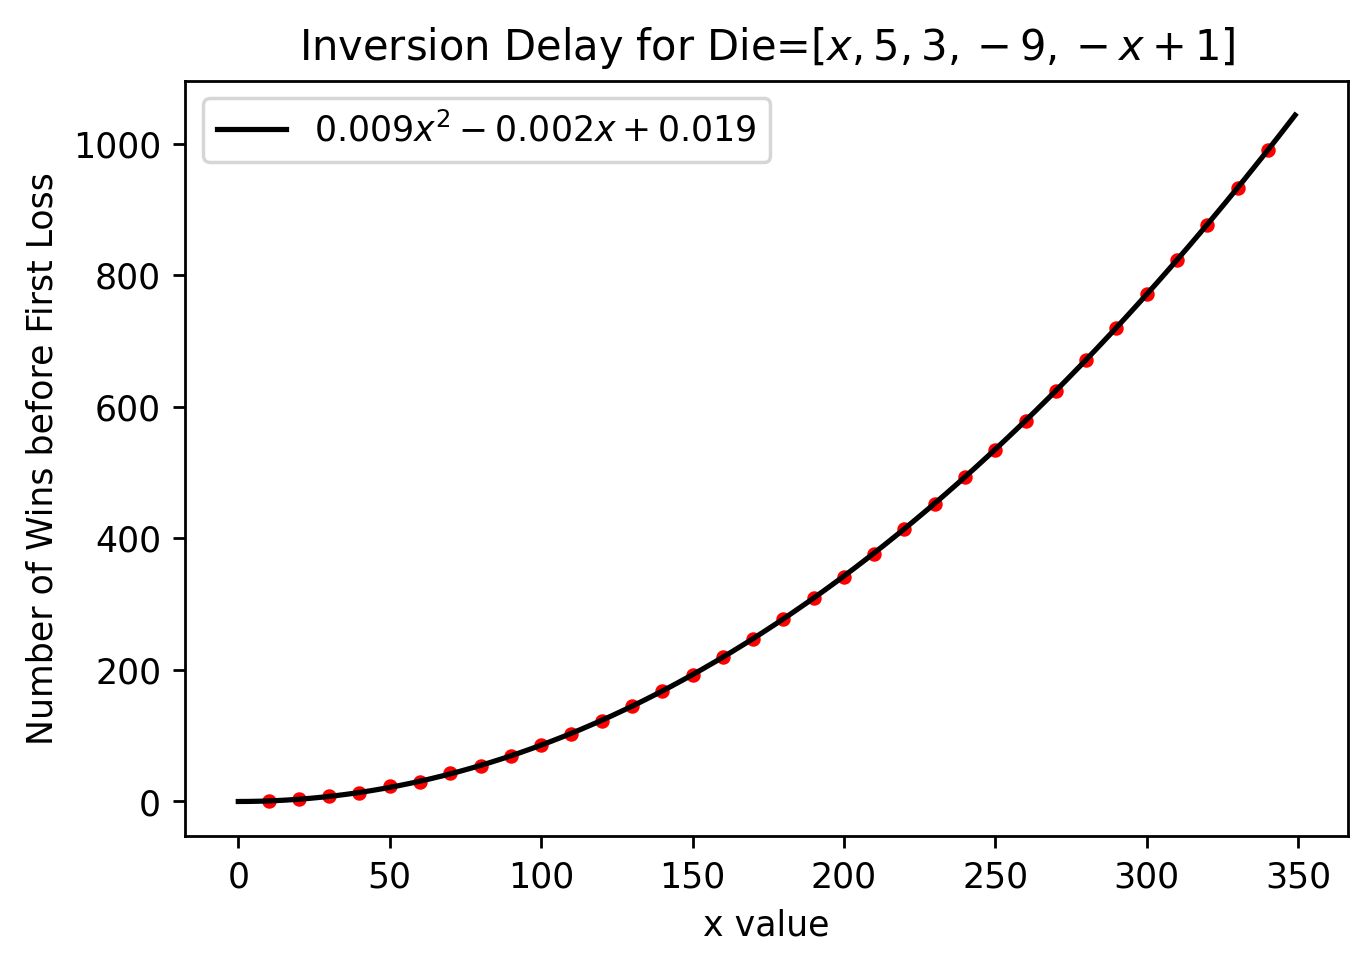 Inversion Delay for Die=[x, 5, 3, −9, −x + 1]
0.009x² − 0.002x + 0.019
Number of Wins before First Loss
1000
800
600
400
200
0
0 50 100 150 200 250 300 350
x value